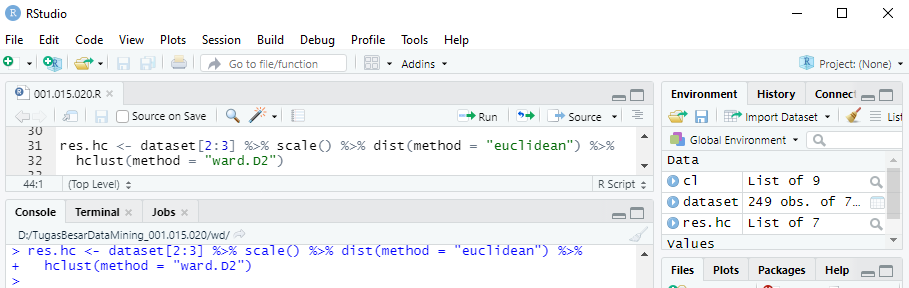 RStudio
File Edit Code View Plots Session Build Debug Profile Tools Help
Go to file/function Addins Project: (None)
001.015.020.R
Source on Save Run Source
30
31 res.hc <- dataset[2:3] %>% scale() %>% dist(method = "euclidean") %>%
32 hclust(method = "ward.D2")
44:1 (Top Level) R Script
Console Terminal Jobs
D:/TugasBesarDataMining_001.015.020/wd/
> res.hc <- dataset[2:3] %>% scale() %>% dist(method = "euclidean") %>%
+ hclust(method = "ward.D2")
>
Environment History Connec
Import Dataset List
Global Environment
Data
cl List of 9
dataset 249 obs. of 7…
res.hc List of 7
values
Files Plots Packages Help